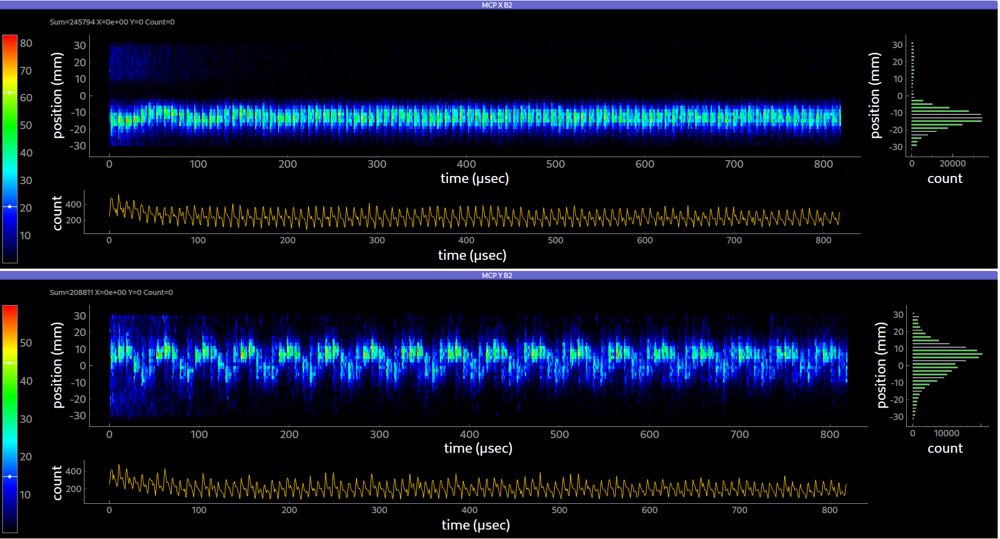 MCP X B2
Sum=245794 X=0e+00 Y=0 Count=0
80
70
60
50
40
30
20
10
position (mm)
30
20
10
0
-10
-20
-30
0 100 200 300 400 500 600 700 800
time (µsec)
position (mm)
30
20
10
0
-10
-20
-30
0 20000
count
count
400
200
0 100 200 300 400 500 600 700 800
time (µsec)
MCP Y B2
Sum=208811 X=0e+00 Y=0 Count=0
50
40
30
20
10
position (mm)
30
20
10
0
-10
-20
-30
0 100 200 300 400 500 600 700 800
time (µsec)
position (mm)
30
20
10
0
-10
-20
-30
0 10000
count
count
400
200
0 100 200 300 400 500 600 700 800
time (µsec)